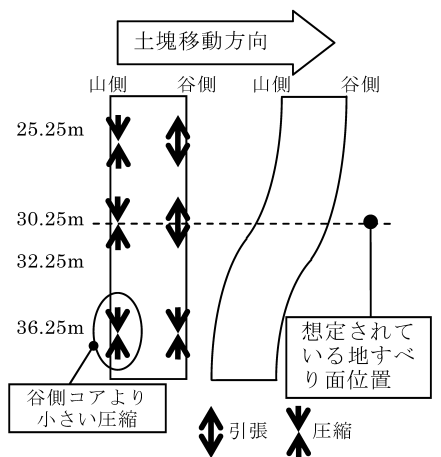 土塊移動方向
山側 谷側 山側 谷側
25.25m
30.25m
32.25m
36.25m
想定されて
いる地すべ
り面位置
谷側コアより
小さい圧縮
引張 圧縮